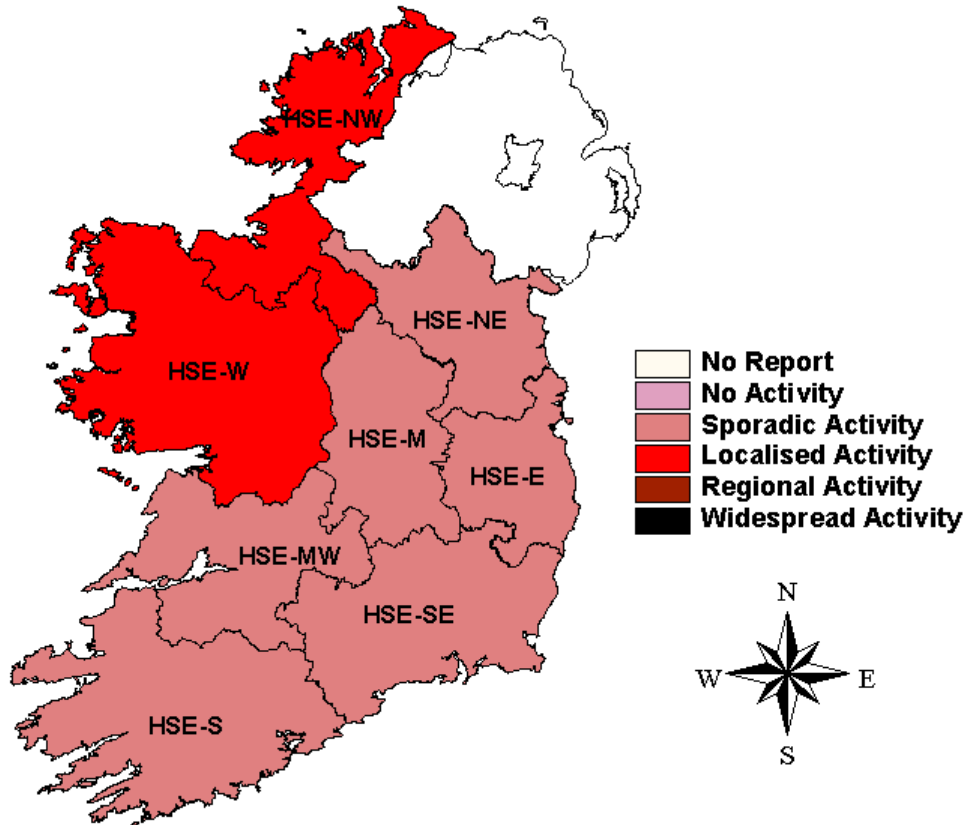 HSE-NW
HSE-NE
HSE-W
HSE-M
HSE-E
HSE-MW
HSE-SE
HSE-S
No Report
No Activity
Sporadic Activity
Localised Activity
Regional Activity
Widespread Activity
N
W E
S